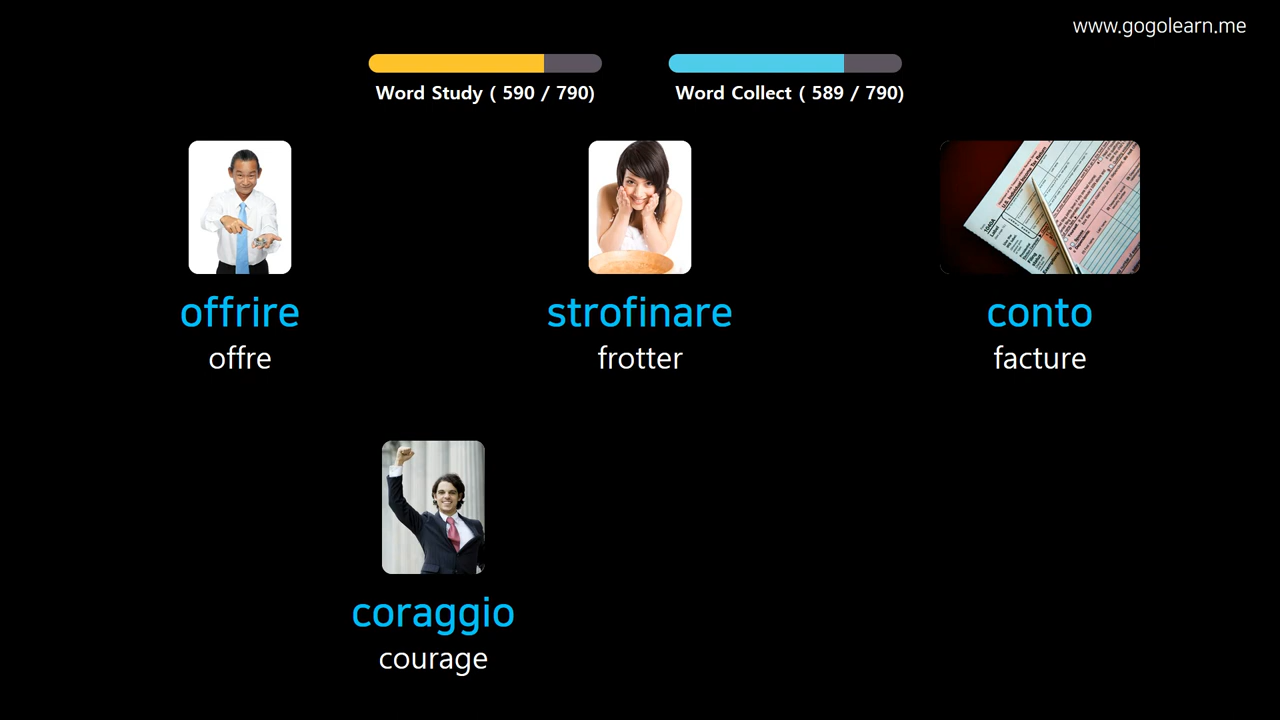 www.gogolearn.me
Word Study ( 590 / 790)
Word Collect ( 589 / 790)
offrire
offre
strofinare
frotter
conto
facture
coraggio
courage